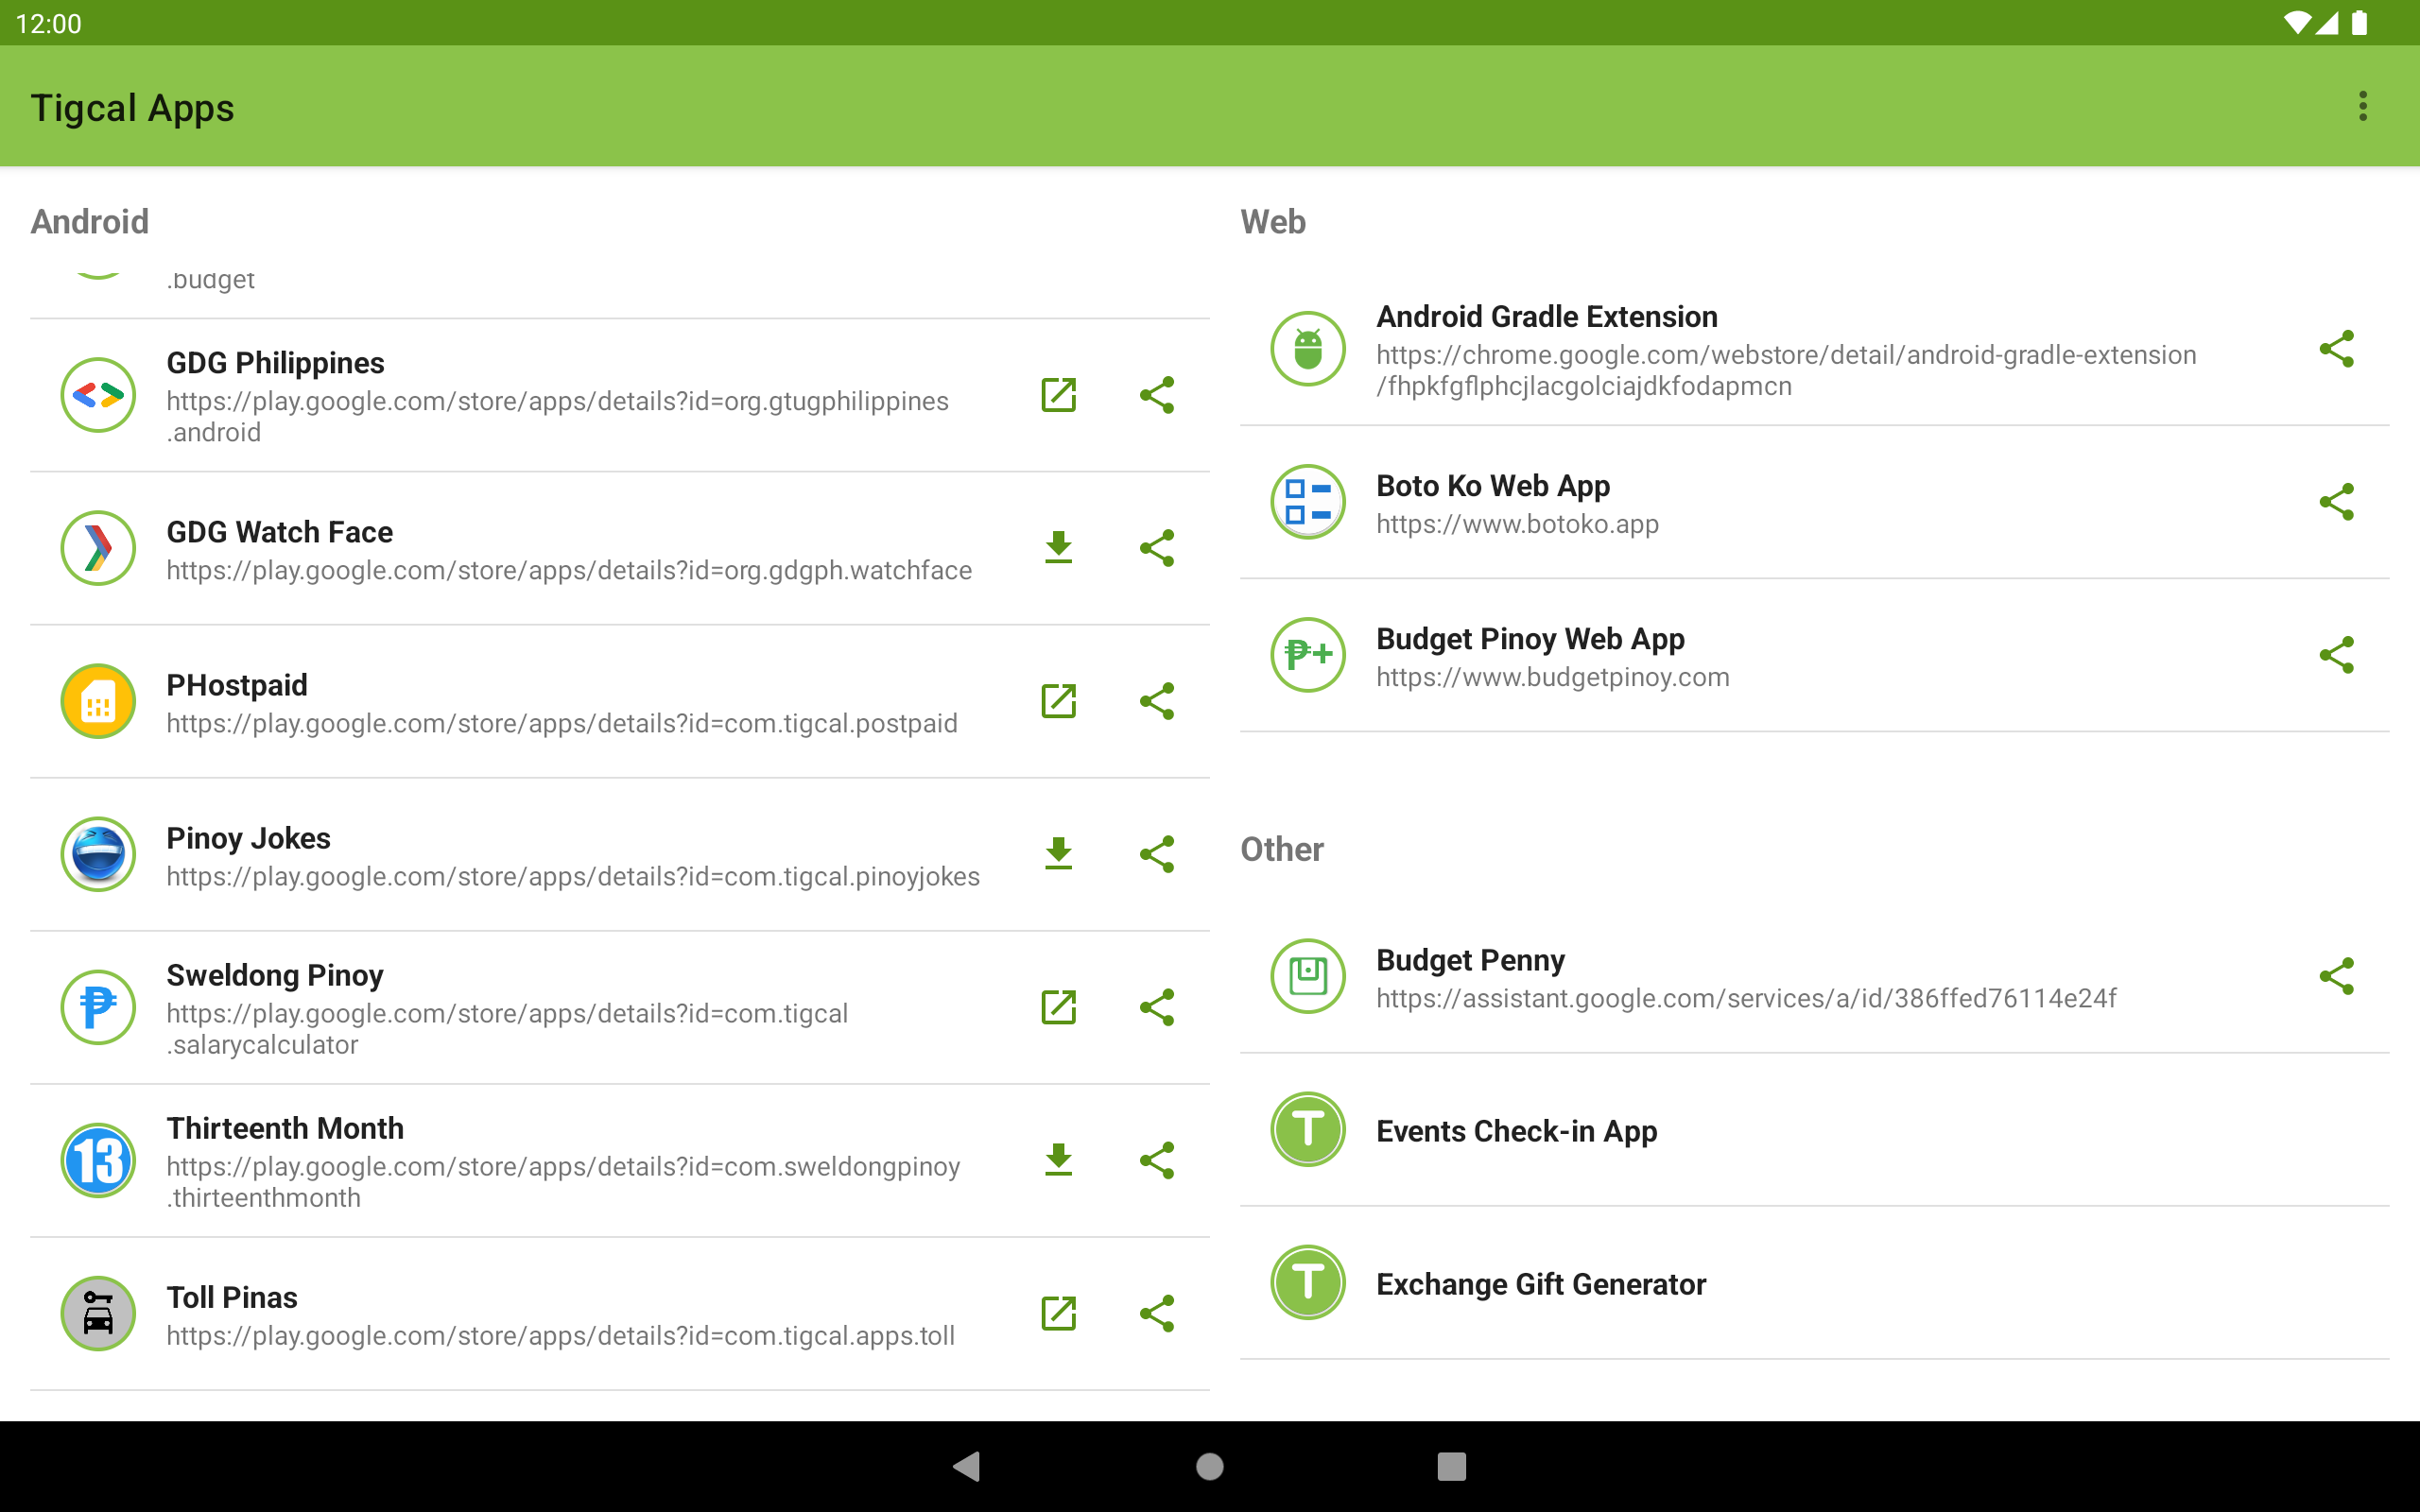 12:00
Tigcal Apps
Android
.budget
GDG Philippines
https://play.google.com/store/apps/details?id=org.gtugphilippines
.android
GDG Watch Face
https://play.google.com/store/apps/details?id=org.gdgph.watchface
PHostpaid
https://play.google.com/store/apps/details?id=com.tigcal.postpaid
Pinoy Jokes
https://play.google.com/store/apps/details?id=com.tigcal.pinoyjokes
₱
Sweldong Pinoy
https://play.google.com/store/apps/details?id=com.tigcal
.salarycalculator
13
Thirteenth Month
https://play.google.com/store/apps/details?id=com.sweldongpinoy
.thirteenthmonth
Toll Pinas
https://play.google.com/store/apps/details?id=com.tigcal.apps.toll
Web
Android Gradle Extension
https://chrome.google.com/webstore/detail/android-gradle-extension
/fhpkfgflphcjlacgolciajdkfodapmcn
Boto Ko Web App
https://www.botoko.app
₱+
Budget Pinoy Web App
https://www.budgetpinoy.com
Other
Budget Penny
https://assistant.google.com/services/a/id/386ffed76114e24f
T
Events Check-in App
T
Exchange Gift Generator